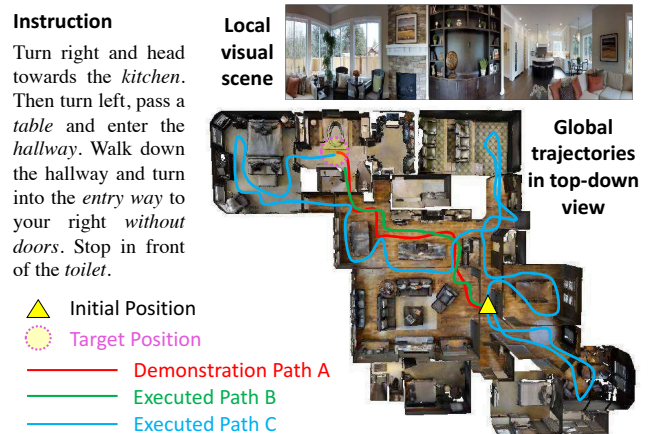 Instruction
Turn right and head
towards the kitchen.
Then turn left, pass a
table and enter the
hallway. Walk down
the hallway and turn
into the entry way to
your right without
doors. Stop in front
of the toilet.
Local
visual
scene
Global
trajectories
in top-down
view
Initial Position
Target Position
Demonstration Path A
Executed Path B
Executed Path C